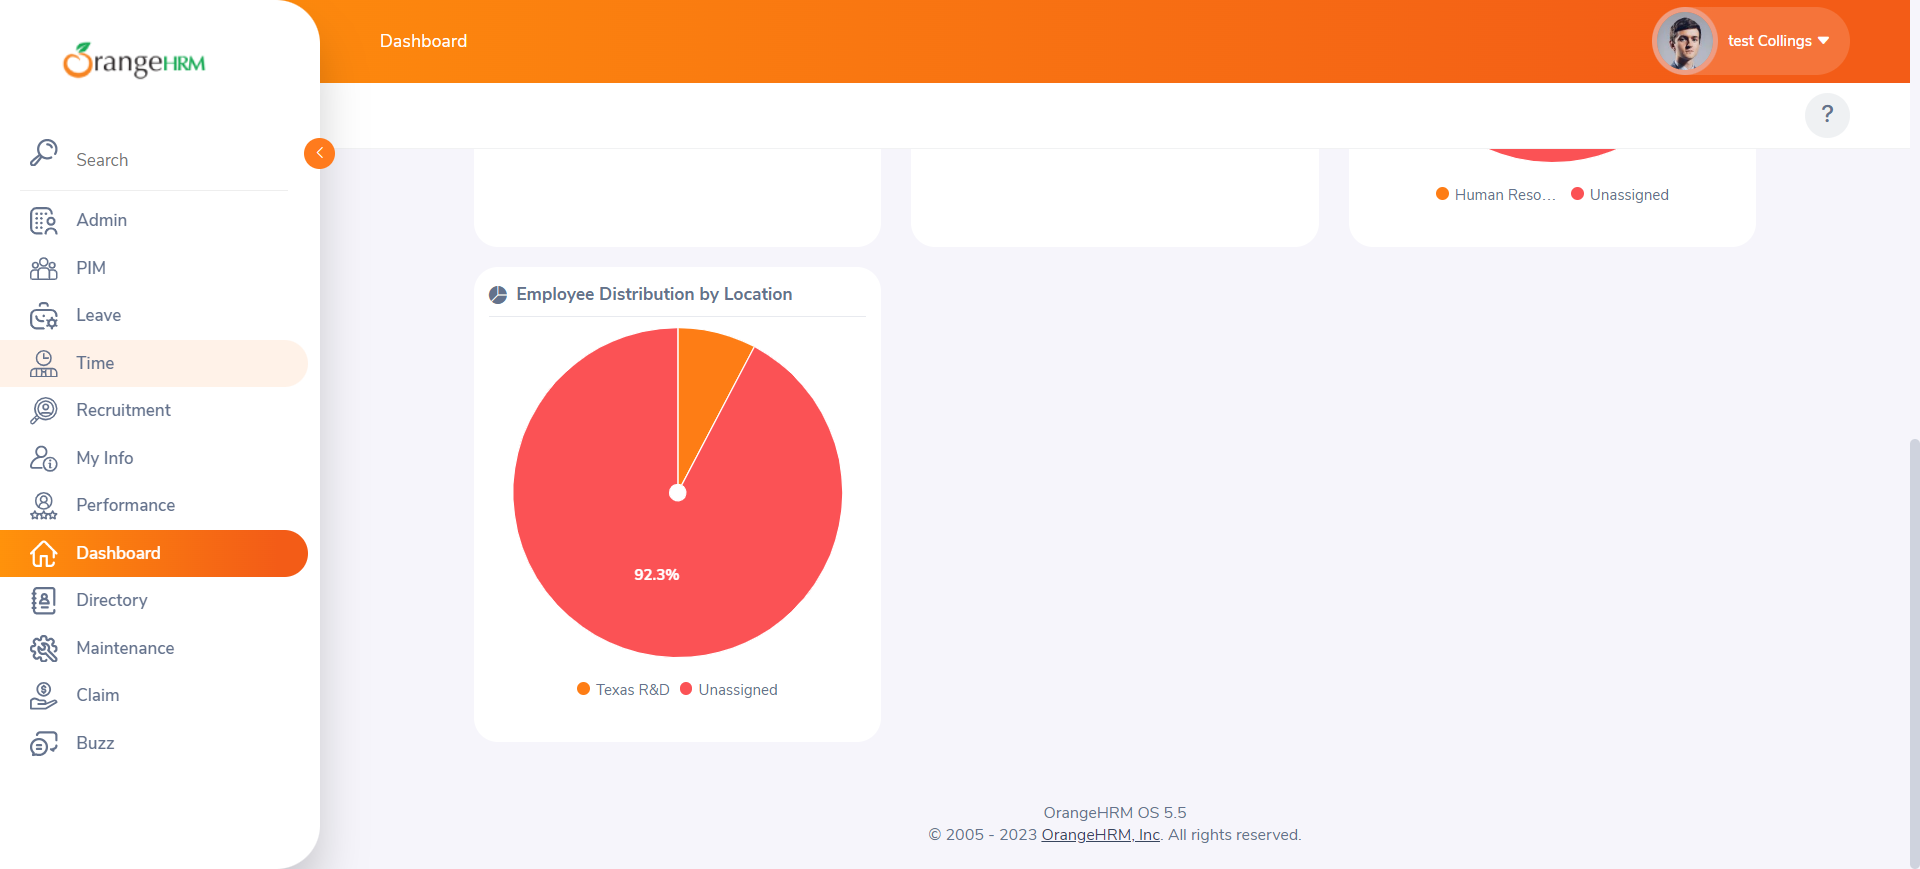 OrangeHRM
Dashboard
test Collings
?
Search
Admin
PIM
Leave
Time
Recruitment
My Info
Performance
Dashboard
Directory
Maintenance
Claim
Buzz
Human Reso…
Unassigned
Employee Distribution by Location
92.3%
Texas R&D
Unassigned
OrangeHRM OS 5.5
© 2005 - 2023 OrangeHRM, Inc. All rights reserved.